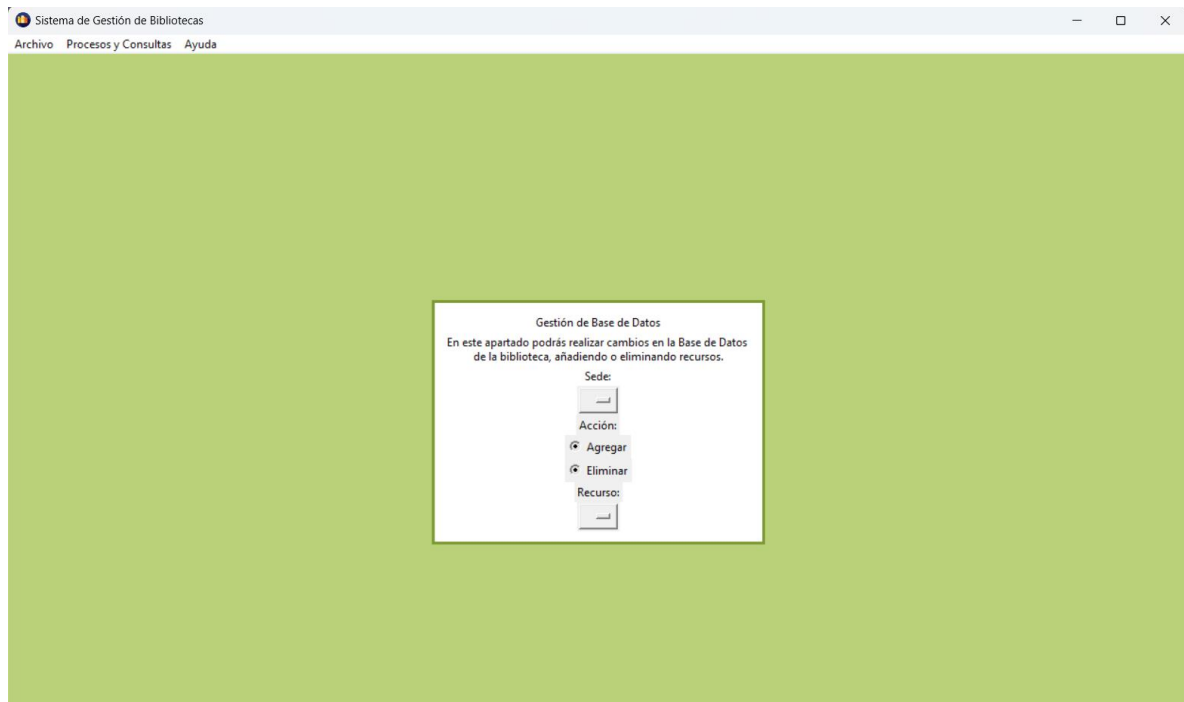 Sistema de Gestión de Bibliotecas
Archivo Procesos y Consultas Ayuda
Gestión de Base de Datos
En este apartado podrás realizar cambios en la Base de Datos
de la biblioteca, añadiendo o eliminando recursos.
Sede:
Acción:
Agregar
Eliminar
Recurso: